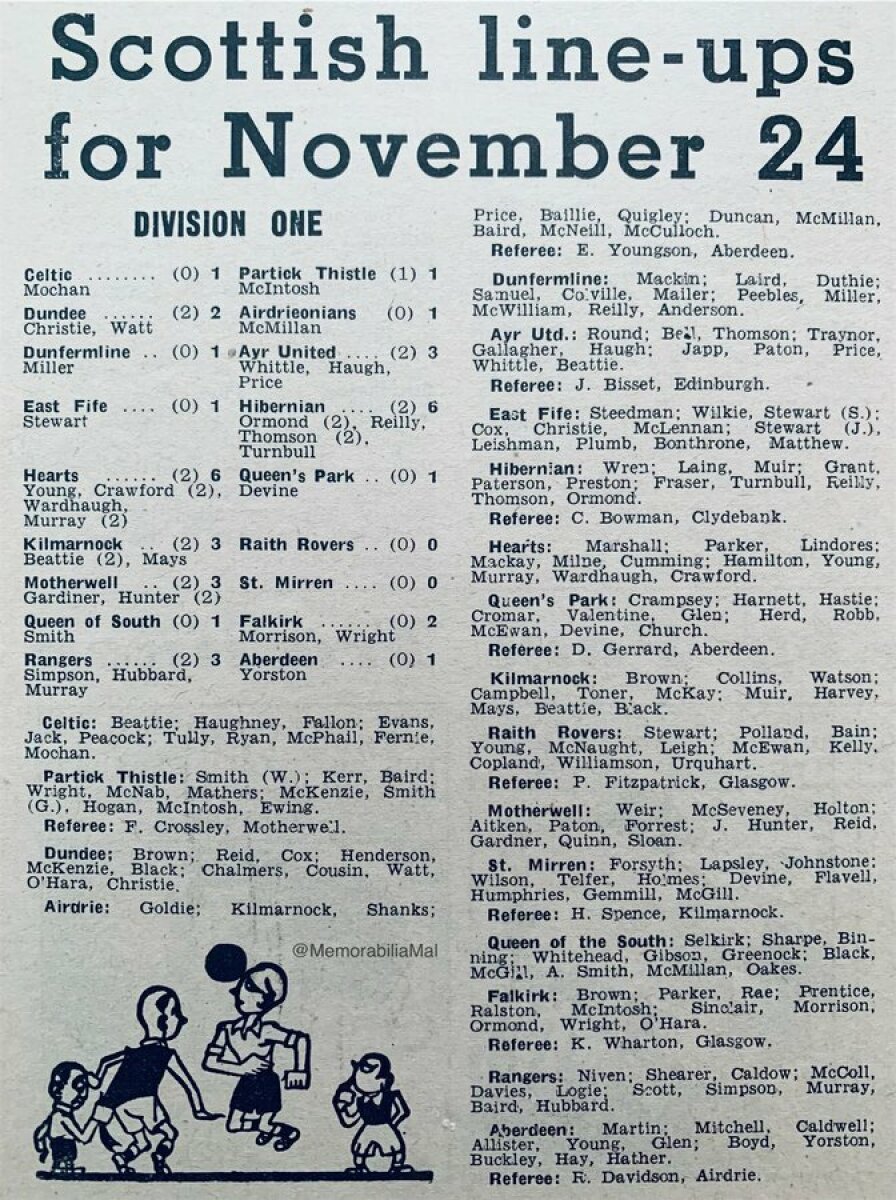 Scottish line-ups
for November 24
DIVISION ONE
Celtic ........ (0) 1 Partick Thistle (1) 1
Mochan McIntosh
Dundee ...... (2) 2 Airdrieonians (0) 1
Christie, Watt McMillan
Dunfermline .. (0) 1 Ayr United .... (2) 3
Miller Whittle, Haugh,
Price
East Fife .... (0) 1 Hibernian .... (2) 6
Stewart Ormond (2), Reilly,
Thomson (2),
Turnbull
Hearts ...... (2) 6 Queen's Park .. (0) 1
Young, Crawford (2), Devine
Wardhaugh,
Murray (2)
Kilmarnock .. (2) 3 Raith Rovers .. (0) 0
Beattie (2), Mays
Motherwell .. (2) 3 St. Mirren .... (0) 0
Gardiner, Hunter (2)
Queen of South (0) 1 Falkirk ...... (0) 2
Smith Morrison, Wright
Rangers ...... (2) 3 Aberdeen .... (0) 1
Simpson, Hubbard, Yorston
Murray
Celtic: Beattie; Haughney, Fallon; Evans,
Jack, Peacock; Tully, Ryan, McPhail, Fernie,
Mochan.
Partick Thistle: Smith (W.); Kerr, Baird;
Wright, McNab, Mathers; McKenzie, Smith
(G.), Hogan, McIntosh, Ewing.
Referee: F. Crossley, Motherwell.
Dundee; Brown; Reid, Cox; Henderson,
McKenzie, Black; Chalmers, Cousin, Watt,
O'Hara, Christie.
Airdrie: Goldie; Kilmarnock, Shanks;
@MemorabiliaMal
Price, Baillie, Quigley; Duncan, McMillan,
Baird, McNeill, McCulloch.
Referee: E. Youngson, Aberdeen.
Dunfermline: Mackin; Laird, Duthie;
Samuel, Colville, Mailer; Peebles, Miller,
McWilliam, Reilly, Anderson.
Ayr Utd.: Round; Bell, Thomson; Traynor,
Gallagher, Haugh; Japp, Paton, Price,
Whittle, Beattie.
Referee: J. Bisset, Edinburgh.
East Fife: Steedman; Wilkie, Stewart (S.);
Cox, Christie, McLennan; Stewart (J.),
Leishman, Plumb, Bonthrone, Matthew.
Hibernian: Wren; Laing, Muir; Grant,
Paterson, Preston; Fraser, Turnbull, Reilly,
Thomson, Ormond.
Referee: C. Bowman, Clydebank.
Hearts: Marshall; Parker, Lindores;
Mackay, Milne, Cumming; Hamilton, Young,
Murray, Wardhaugh, Crawford.
Queen's Park: Crampsey; Harnett, Hastie;
Cromar, Valentine, Glen; Herd, Robb,
McEwan, Devine, Church.
Referee: D. Gerrard, Aberdeen.
Kilmarnock: Brown; Collins, Watson;
Campbell, Toner, McKay; Muir, Harvey,
Mays, Beattie, Black.
Raith Rovers: Stewart; Polland, Bain;
Young, McNaught, Leigh; McEwan, Kelly,
Copland, Williamson, Urquhart.
Referee: P. Fitzpatrick, Glasgow.
Motherwell: Weir; McSeveney, Holton;
Aitken, Paton, Forrest; J. Hunter, Reid,
Gardner, Quinn, Sloan.
St. Mirren: Forsyth; Lapsley, Johnstone;
Wilson, Telfer, Holmes; Devine, Flavell,
Humphries, Gemmill, McGill.
Referee: H. Spence, Kilmarnock.
Queen of the South: Selkirk; Sharpe, Bin-
ning; Whitehead, Gibson, Greenock; Black,
McGill, A. Smith, McMillan, Oakes.
Falkirk: Brown; Parker, Rae; Prentice,
Ralston, McIntosh; Sinclair, Morrison,
Ormond, Wright, O'Hara.
Referee: K. Wharton, Glasgow.
Rangers: Niven; Shearer, Caldow; McColl,
Davies, Logie; Scott, Simpson, Murray,
Baird, Hubbard.
Aberdeen: Martin; Mitchell, Caldwell;
Allister, Young, Glen; Boyd, Yorston,
Buckley, Hay, Hather.
Referee: R. Davidson, Airdrie.